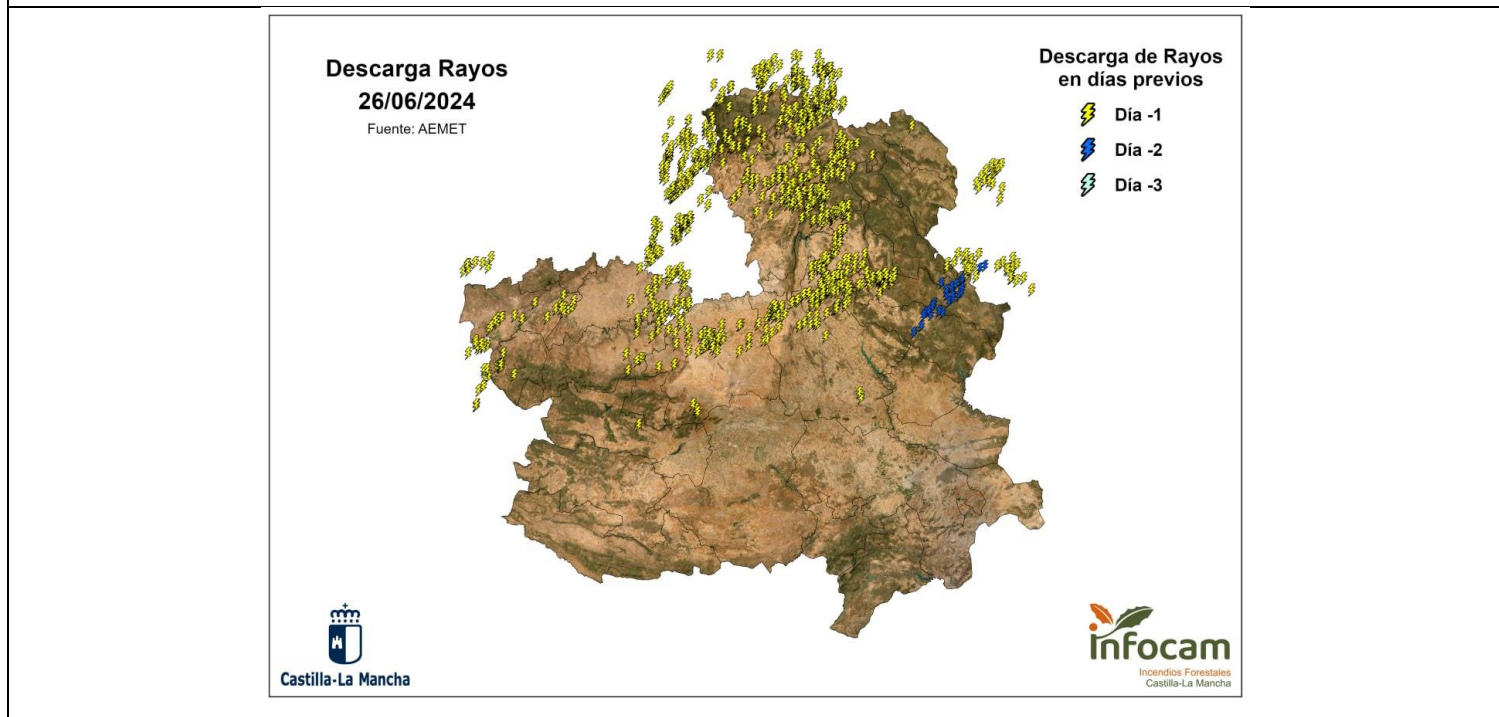 Descarga Rayos
26/06/2024
Fuente: AEMET
Descarga de Rayos
en días previos
Día -1
Día -2
Día -3
Castilla-La Mancha
infocam
Incendios Forestales
Castilla-La Mancha